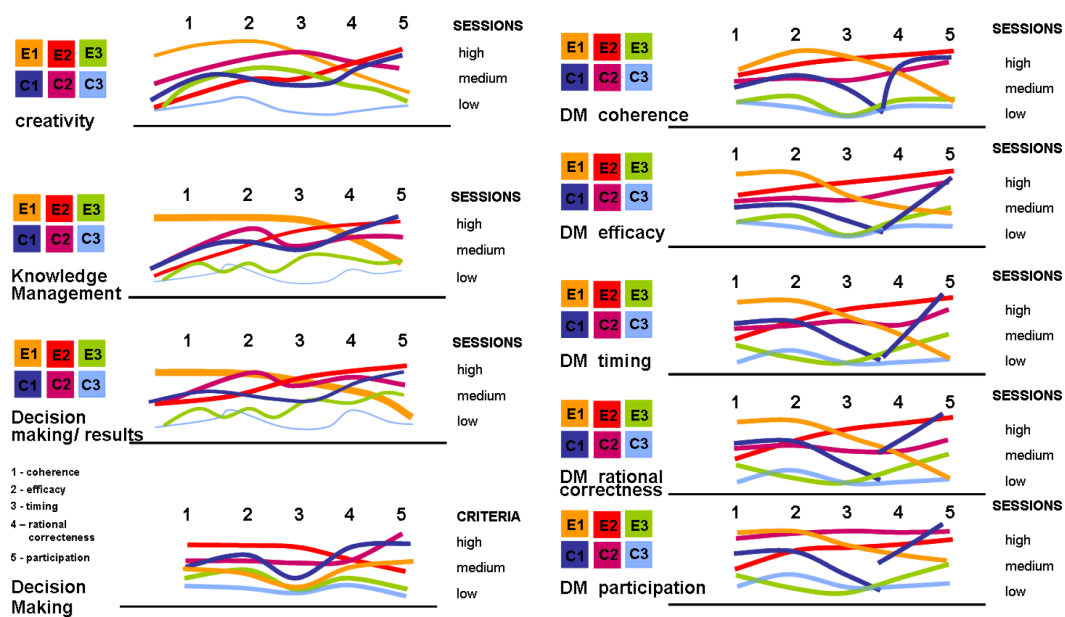 1 2 3 4 5 SESSIONS
E1 E2 E3
C1 C2 C3
high
medium
low
creativity
1 2 3 4 5 SESSIONS
E1 E2 E3
C1 C2 C3
high
medium
low
Knowledge
Management
1 2 3 4 5 SESSIONS
E1 E2 E3
C1 C2 C3
high
medium
low
Decision
making/ results
1 - coherence
2 - efficacy
3 - timing
4 – rational
correcteness
5 - participation
1 2 3 4 5 CRITERIA
high
medium
low
Decision
Making
1 2 3 4 5 SESSIONS
E1 E2 E3
C1 C2 C3
high
medium
low
DM coherence
1 2 3 4 5 SESSIONS
E1 E2 E3
C1 C2 C3
high
medium
low
DM efficacy
1 2 3 4 5 SESSIONS
E1 E2 E3
C1 C2 C3
high
medium
low
DM timing
1 2 3 4 5 SESSIONS
E1 E2 E3
C1 C2 C3
high
medium
low
DM rational
correctness
1 2 3 4 5 SESSIONS
E1 E2 E3
C1 C2 C3
high
medium
low
DM participation